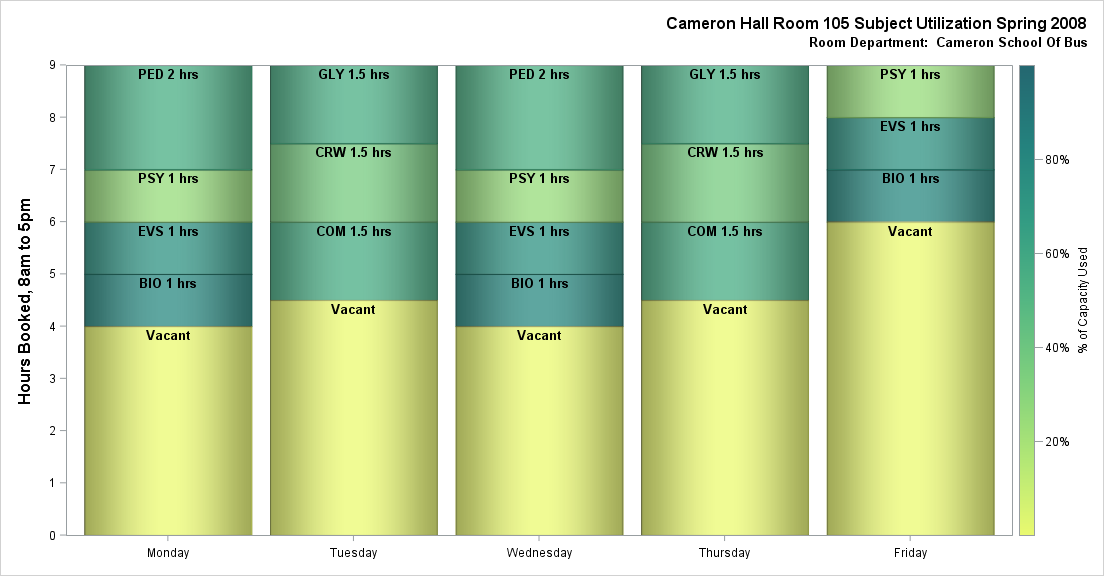 Cameron Hall Room 105 Subject Utilization Spring 2008
Room Department:  Cameron School Of Bus
Hours Booked, 8am to 5pm
9
8
7
6
5
4
3
2
1
0
PED 2 hrs
PSY 1 hrs
EVS 1 hrs
BIO 1 hrs
Vacant
GLY 1.5 hrs
CRW 1.5 hrs
COM 1.5 hrs
Vacant
PED 2 hrs
PSY 1 hrs
EVS 1 hrs
BIO 1 hrs
Vacant
GLY 1.5 hrs
CRW 1.5 hrs
COM 1.5 hrs
Vacant
PSY 1 hrs
EVS 1 hrs
BIO 1 hrs
Vacant
Monday
Tuesday
Wednesday
Thursday
Friday
80%
60%
40%
20%
% of Capacity Used